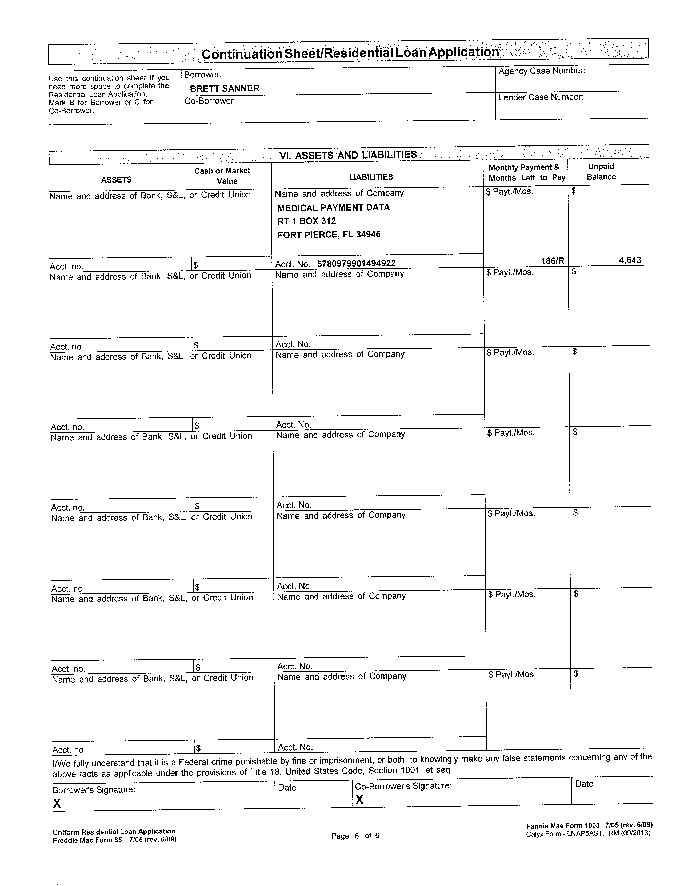 Continuation Sheet/Residential Loan Application
Use this continuation sheet if you
need more space to complete the
Residential Loan Application.
Mark B for Borrower or C for
Co-Borrower.
Borrower:
BRETT SANNER
Co-Borrower
Agency Case Number:
Lender Case Number:
VI. ASSETS AND LIABILITIES
ASSETS
Cash or Market
Value
LIABILITIES
Monthly Payment &
Months Left to Pay
Unpaid
Balance
Name and address of Bank, S&L, or Credit Union
Name and address of Company
$ Payt./Mos.
$
MEDICAL PAYMENT DATA
RT 1 BOX 312
FORT PIERCE, FL 34946
Acct. no.
$
Acct. No. 5780979901494922
186/R
4,643
Name and address of Bank, S&L, or Credit Union
Name and address of Company
$ Payt./Mos.
$
Acct. no.
$
Acct. No.
Name and address of Bank, S&L, or Credit Union
Name and address of Company
$ Payt./Mos.
$
Acct. no.
$
Acct. No.
Name and address of Bank, S&L, or Credit Union
Name and address of Company
$ Payt./Mos.
$
Acct. no.
$
Acct. No.
Name and address of Bank, S&L, or Credit Union
Name and address of Company
$ Payt./Mos.
$
Acct. no.
$
Acct. No.
Name and address of Bank, S&L, or Credit Union
Name and address of Company
$ Payt./Mos.
$
Acct. no.
$
Acct. No.
Name and address of Bank, S&L, or Credit Union
Name and address of Company
$ Payt./Mos.
$
Acct. no.
$
Acct. No.
I/We fully understand that it is a Federal crime punishable by fine or imprisonment, or both, to knowingly make any false statements concerning any of the
above facts as applicable under the provisions of Title 18, United States Code, Section 1001, et seq.
Borrower's Signature:
Date
Co-Borrower's Signature:
Date
X
X
Uniform Residential Loan Application
Freddie Mac Form 65 7/05 (rev. 6/09)
Page 6 of 6
Fannie Mae Form 1003 7/05 (rev. 6/09)
Calyx Form - (09/2013)